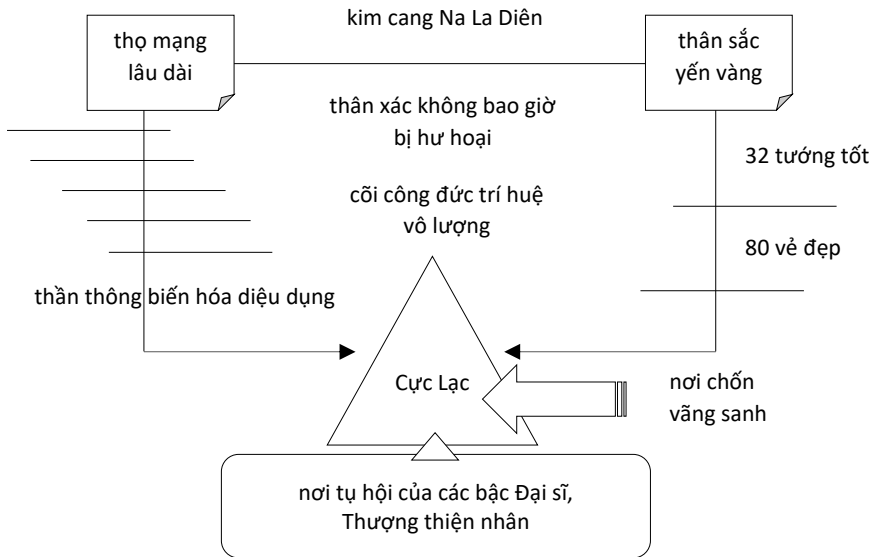 kim cang Na La Diên
thọ mạng
lâu dài
thân sắc
yến vàng
thân xác không bao giờ
bị hư hoại
32 tướng tốt
cõi công đức trí huệ
vô lượng
80 vẻ đẹp
thần thông biến hóa diệu dụng
Cực Lạc
nơi chốn
vãng sanh
nơi tụ hội của các bậc Đại sĩ,
Thượng thiện nhân